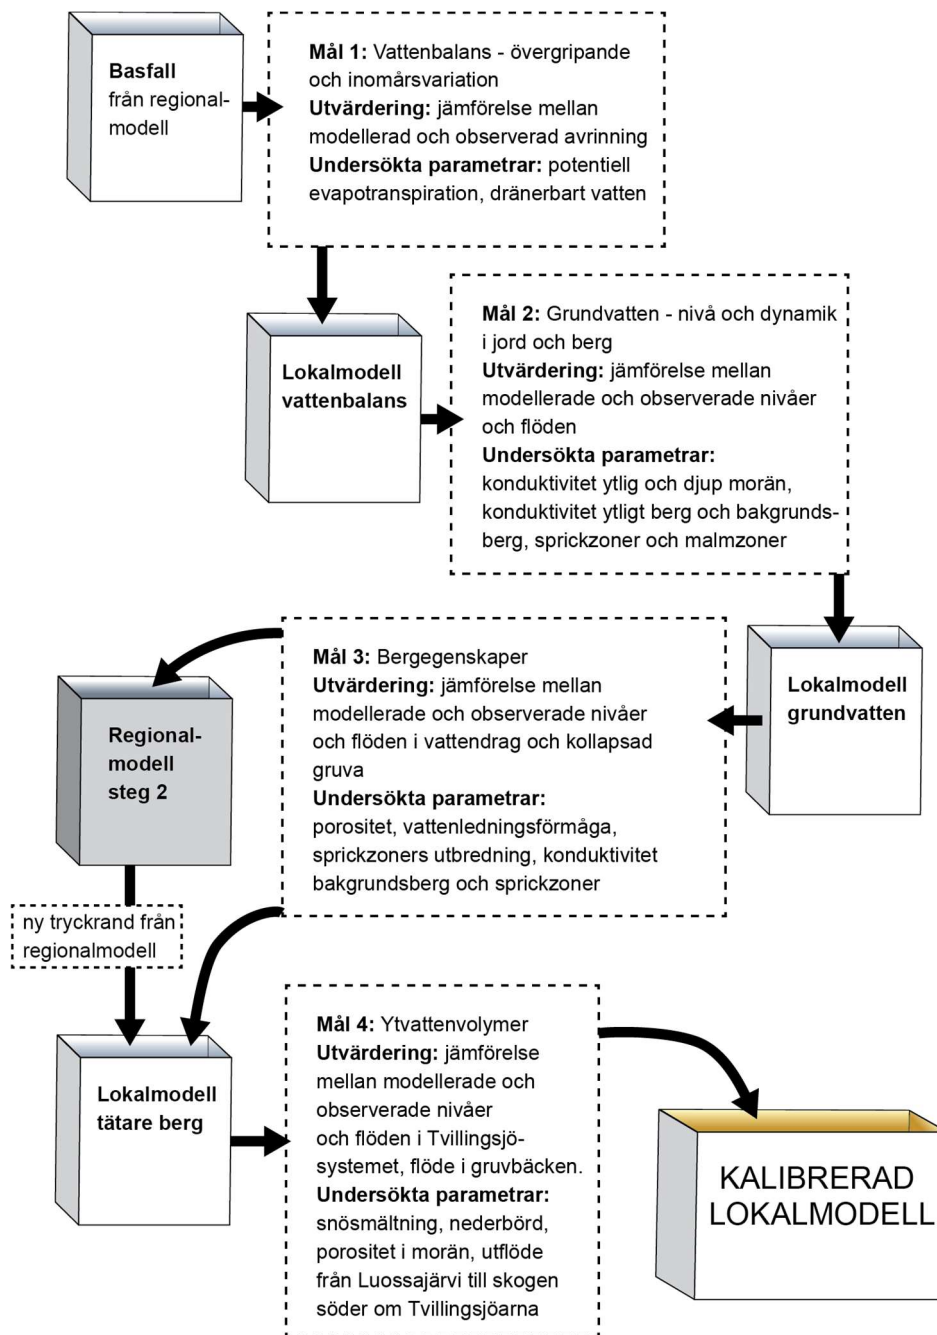 Basfall
från regional-
modell
Mål 1: Vattenbalans - övergripande
och inomårsvariation
Utvärdering: jämförelse mellan
modellerad och observerad avrinning
Undersökta parametrar: potentiell
evapotranspiration, dränerbart vatten
Lokalmodell
vattenbalans
Mål 2: Grundvatten - nivå och dynamik
i jord och berg
Utvärdering: jämförelse mellan
modellerade och observerade nivåer
och flöden
Undersökta parametrar:
konduktivitet ytlig och djup morän,
konduktivitet ytligt berg och bakgrunds-
berg, sprickzoner och malmzoner
Lokalmodell
grundvatten
Mål 3: Bergegenskaper
Utvärdering: jämförelse mellan
modellerade och observerade nivåer
och flöden i vattendrag och kollapsad
gruva
Undersökta parametrar:
porositet, vattenledningsförmåga,
sprickzoners utbredning, konduktivitet
bakgrundsberg och sprickzoner
Regional-
modell
steg 2
ny tryckrand från
regionalmodell
Lokalmodell
tätare berg
Mål 4: Ytvattenvolymer
Utvärdering: jämförelse
mellan modellerade och
observerade nivåer
och flöden i Tvillingsjö-
systemet, flöde i gruvbäcken.
Undersökta parametrar:
snösmältning, nederbörd,
porositet i morän, utflöde
från Luossajärvi till skogen
söder om Tvillingsjöarna
KALIBRERAD
LOKALMODELL